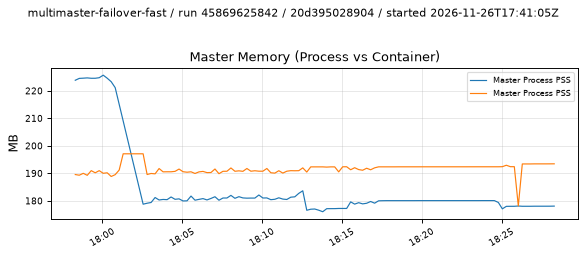 multimaster-failover-fast / run 45869625842 / 20d395028904 / started 2026-11-26T17:41:05Z
Master Memory (Process vs Container)
Master Process PSS
Master Process PSS
MB
220
210
200
190
180
18:00
18:05
18:10
18:15
18:20
18:25